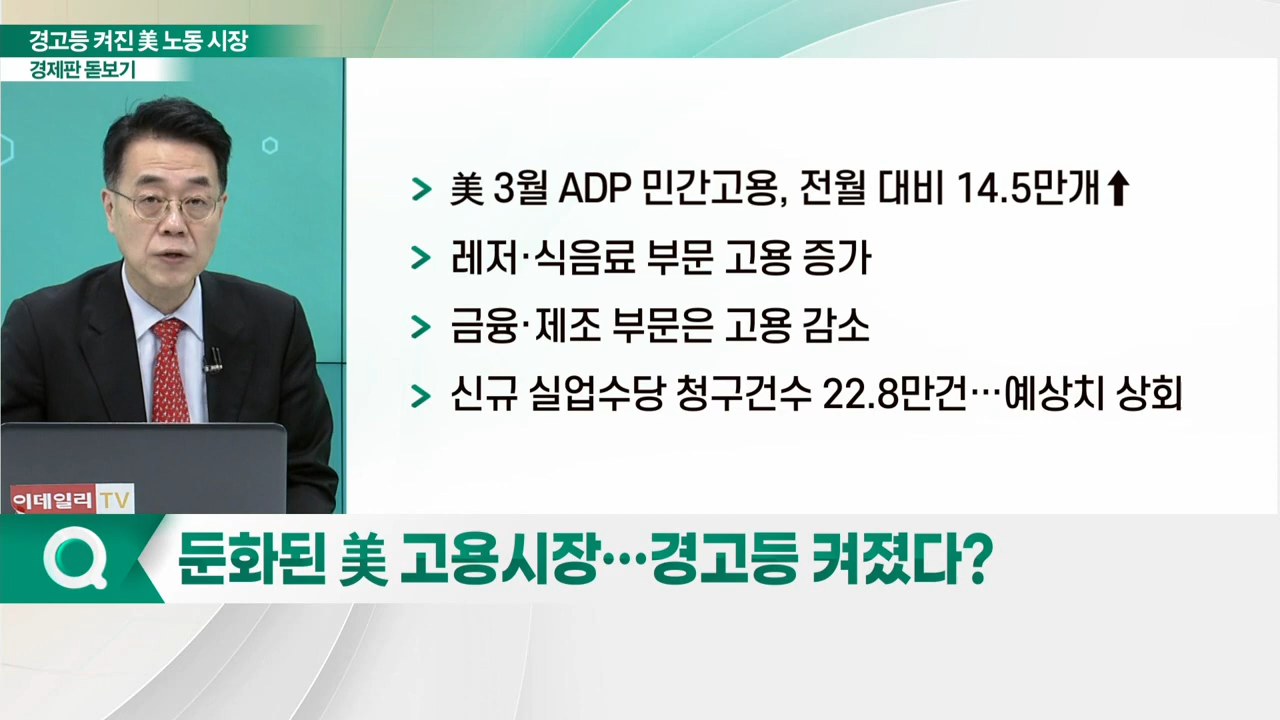 경고등 켜진 美 노동 시장
경제판 돋보기
> 美 3월 ADP 민간고용, 전월 대비 14.5만개⬆
> 레저·식음료 부문 고용 증가
> 금융·제조 부문은 고용 감소
> 신규 실업수당 청구건수 22.8만건…예상치 상회
이데일리 TV
둔화된 美 고용시장…경고등 켜졌다?